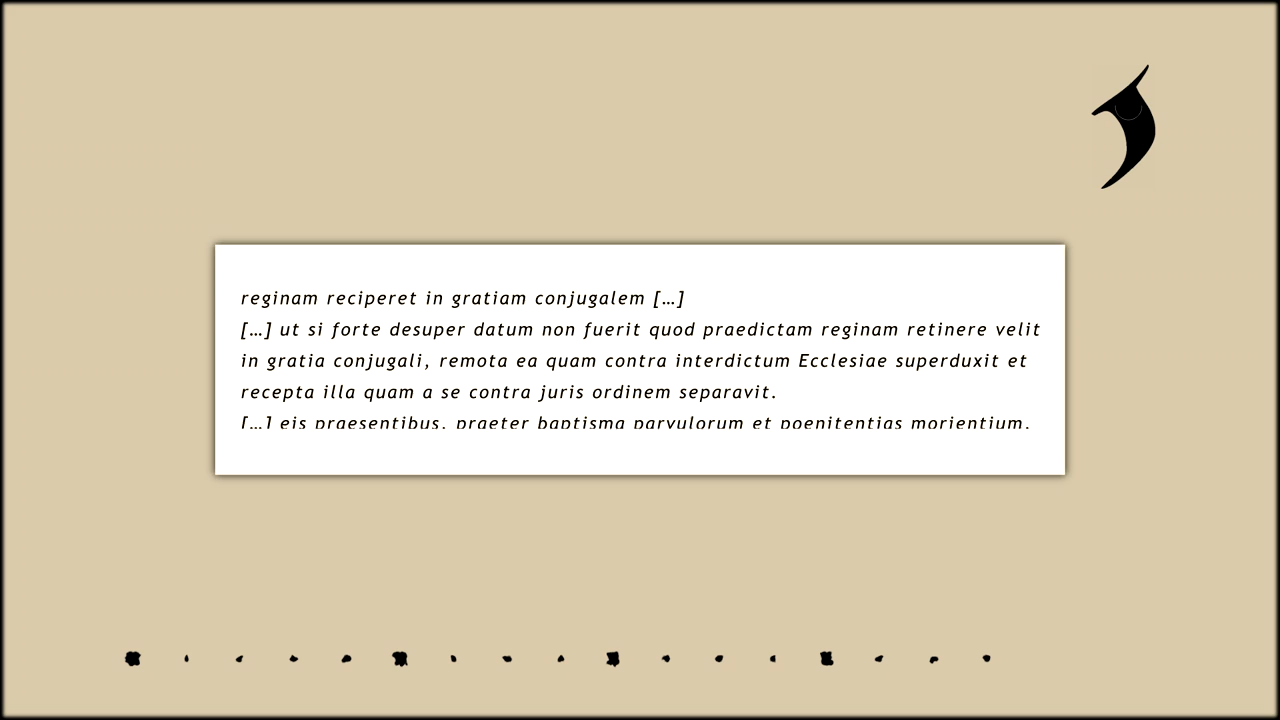 reginam reciperet in gratiam conjugalem […]
[…] ut si forte desuper datum non fuerit quod praedictam reginam retinere velit
in gratia conjugali, remota ea quam contra interdictum Ecclesiae superduxit et
recepta illa quam a se contra juris ordinem separavit.
[…] eis praesentibus, praeter baptisma parvulorum et poenitentias morientium.